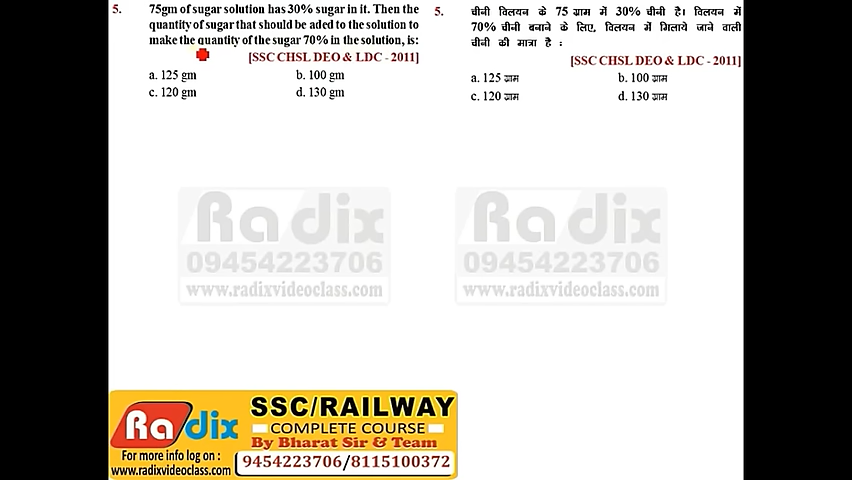 5. 75gm of sugar solution has 30% sugar in it. Then the
quantity of sugar that should be aded to the solution to
make the quantity of the sugar 70% in the solution, is:
[SSC CHSL DEO & LDC - 2011]
a. 125 gm b. 100 gm
c. 120 gm d. 130 gm
5. चीनी विलयन के 75 ग्राम में 30% चीनी है। विलयन में
70% चीनी बनाने के लिए, विलयन में मिलाये जाने वाली
चीनी की मात्रा है :
[SSC CHSL DEO & LDC - 2011]
a. 125 ग्राम b. 100 ग्राम
c. 120 ग्राम d. 130 ग्राम
Radix
09454223706
www.radixvideoclass.com
Radix
09454223706
www.radixvideoclass.com
Radix
For more info log on :
www.radixvideoclass.com
SSC/RAILWAY
COMPLETE COURSE
By Bharat Sir & Team
9454223706/8115100372